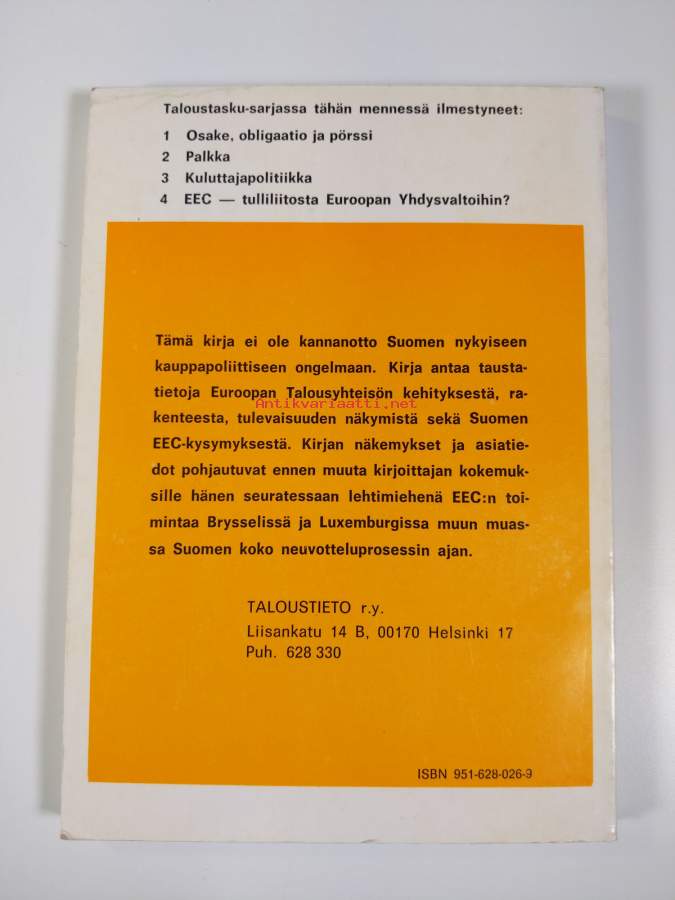 Taloustasku-sarjassa tähän mennessä ilmestyneet:
1 Osake, obligaatio ja pörssi
2 Palkka
3 Kuluttajapolitiikka
4 EEC — tulliliitosta Euroopan Yhdysvaltoihin?
Tämä kirja ei ole kannanotto Suomen nykyiseen
kauppapoliittiseen ongelmaan. Kirja antaa tausta-
tietoja Euroopan Talousyhteisön kehityksestä, ra-
Antikvariaatti.net
kenteesta, tulevaisuuden näkymistä sekä Suomen
EEC-kysymyksestä. Kirjan näkemykset ja asiatie-
dot pohjautuvat ennen muuta kirjoittajan kokemuk-
sille hänen seuratessaan lehtimiehenä EEC:n toi-
mintaa Brysselissä ja Luxemburgissa muun muas-
sa Suomen koko neuvotteluprosessin ajan.
TALOUSTIETO r.y.
Liisankatu 14 B, 00170 Helsinki 17
Puh. 628 330
ISBN 951-628-026-9